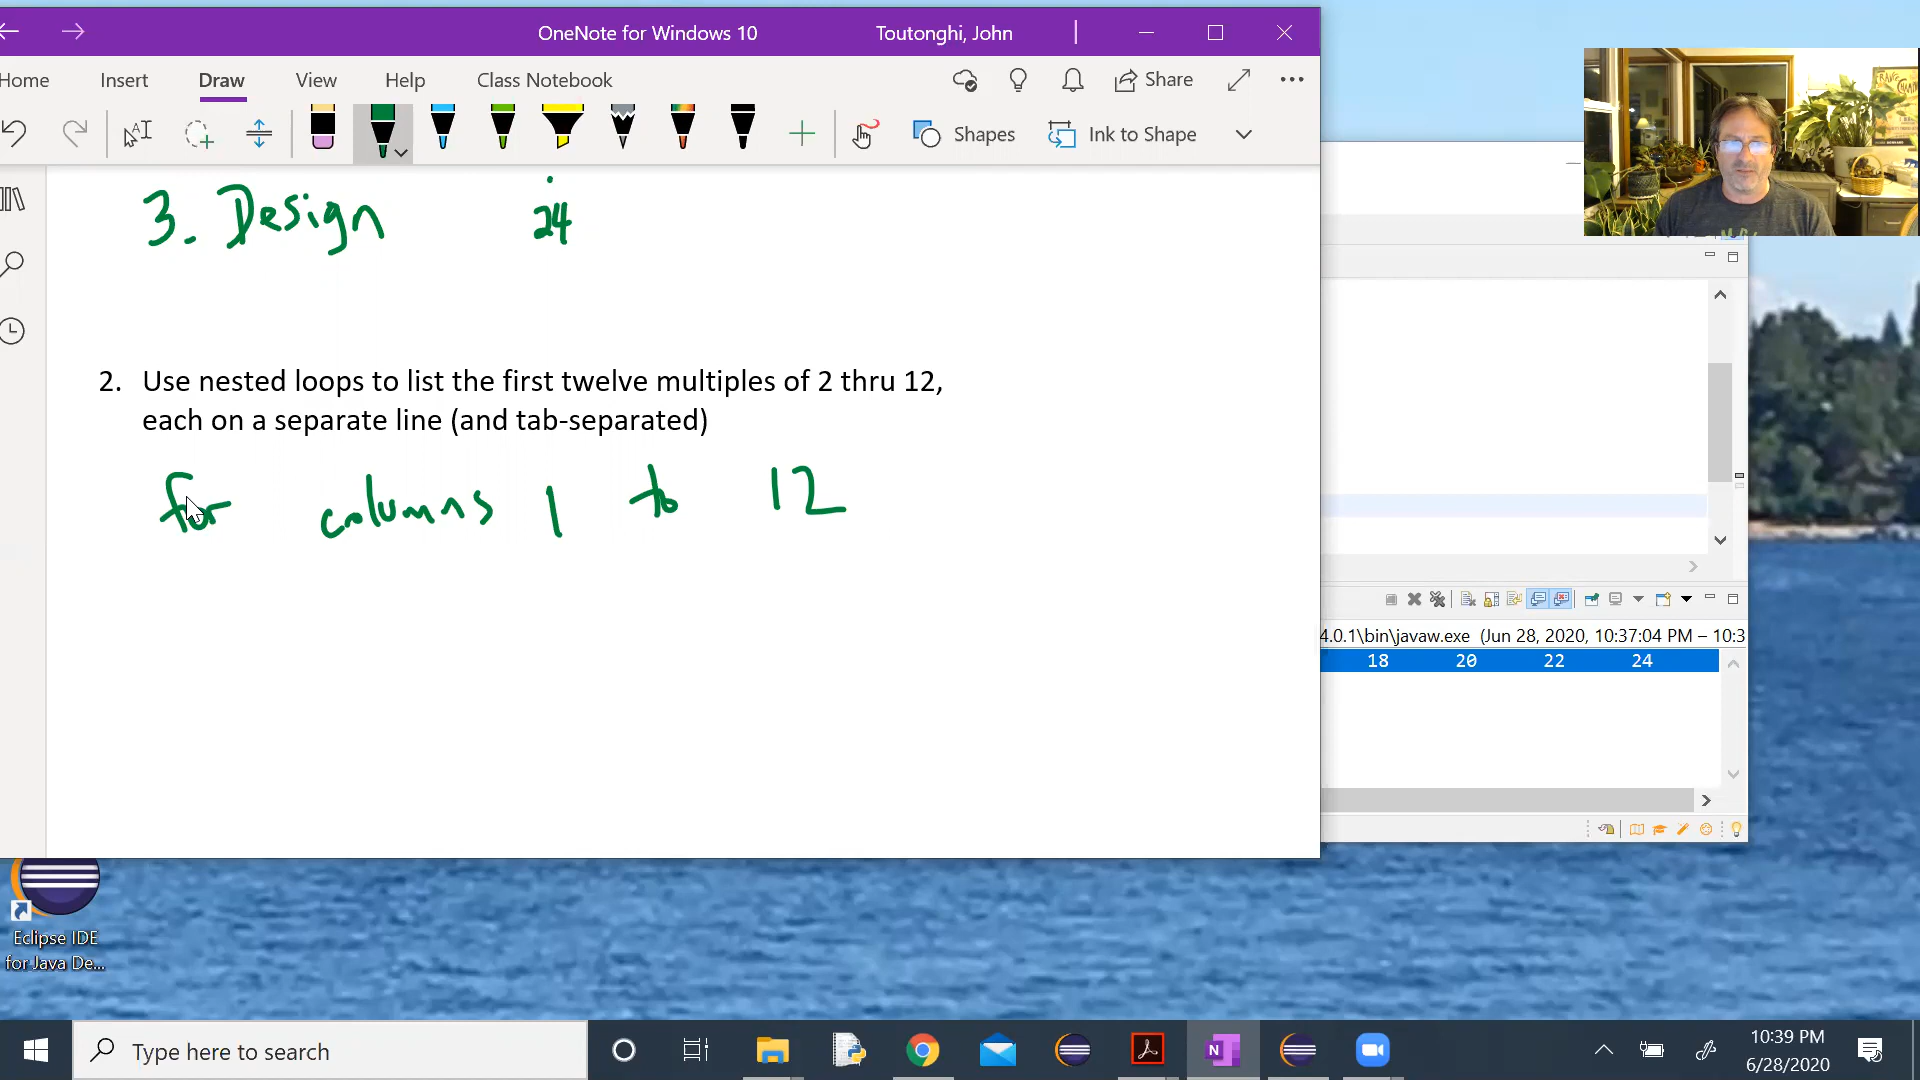 OneNote for Windows 10 Toutonghi, John
Home Insert Draw View Help Class Notebook Share
Shapes Ink to Shape
3. Design 24
2. Use nested loops to list the first twelve multiples of 2 thru 12,
each on a separate line (and tab-separated)
for columns 1 to 12
4.0.1\bin\javaw.exe (Jun 28, 2020, 10:37:04 PM – 10:3
18 20 22 24
Eclipse IDE
for Java De...
Type here to search
10:39 PM
6/28/2020